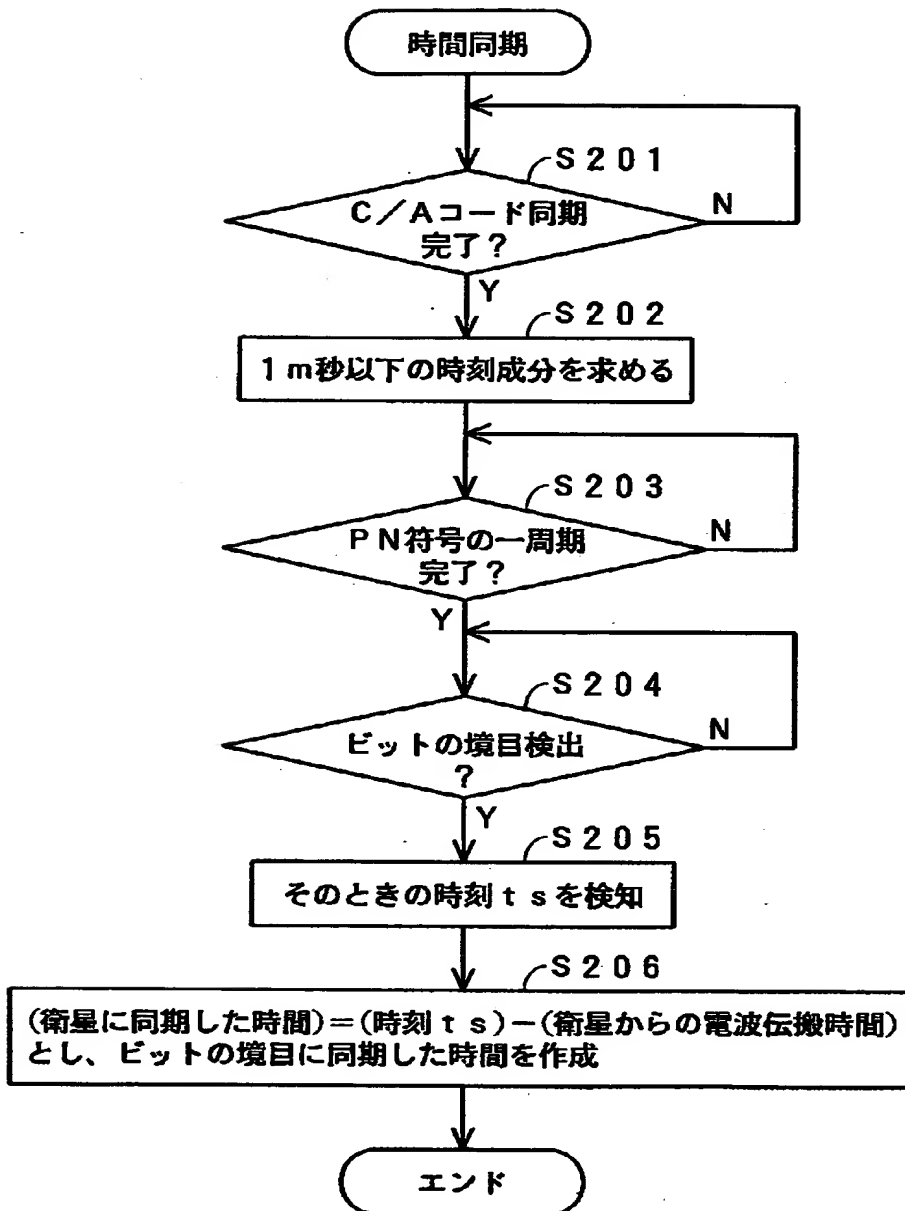 時間同期
S201
C/Aコード同期
完了?
N
Y
S202
1m秒以下の時刻成分を求める
S203
PN符号の一周期
完了?
N
Y
S204
ビットの境目検出
?
N
Y
S205
そのときの時刻tsを検知
S206
(衛星に同期した時間)=(時刻ts)-(衛星からの電波伝搬時間)
とし、ビットの境目に同期した時間を作成
エンド